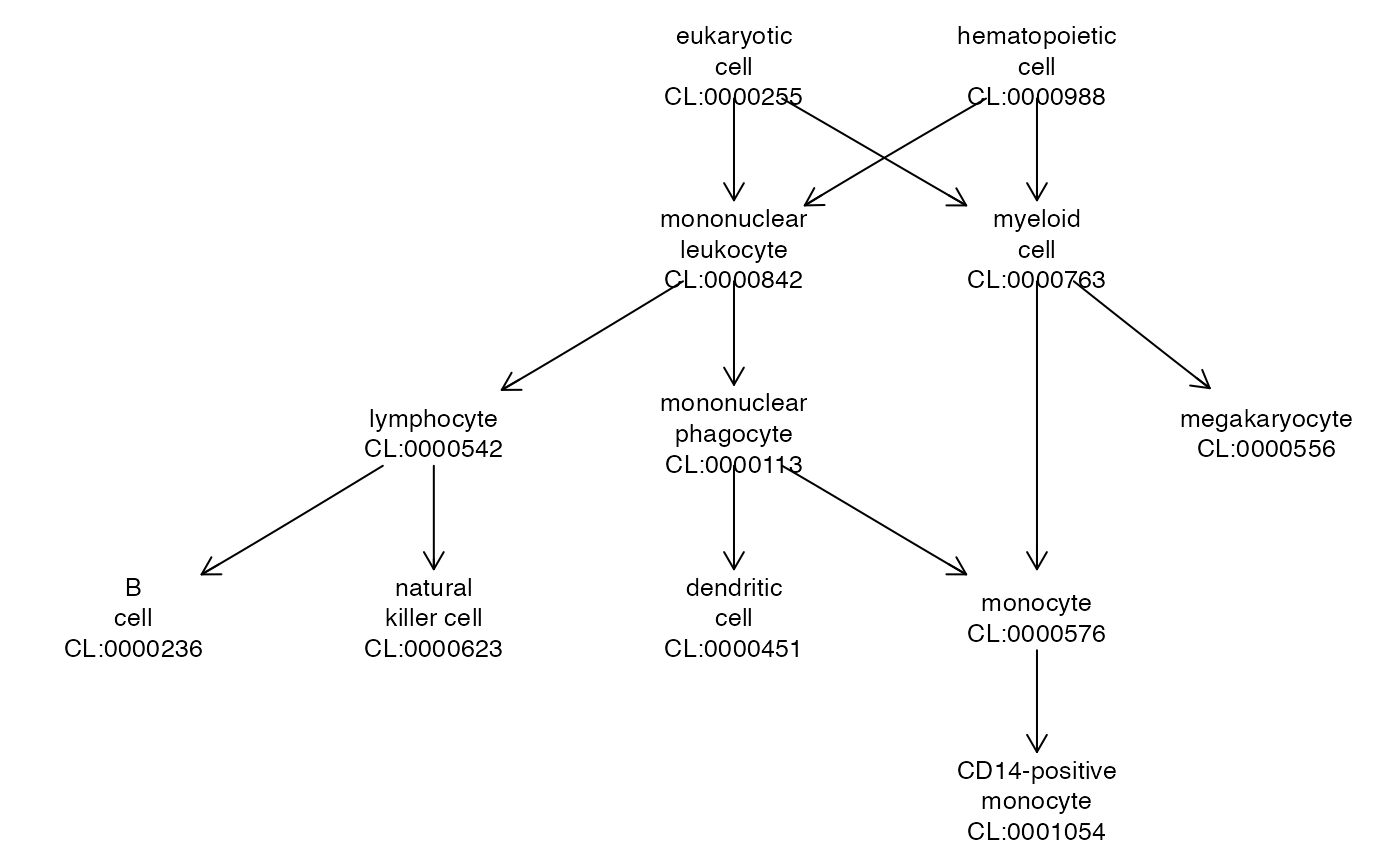 eukaryotic
cell
CL:0000255
hematopoietic
cell
CL:0000988
mononuclear
leukocyte
CL:0000842
myeloid
cell
CL:0000763
lymphocyte
CL:0000542
mononuclear
phagocyte
CL:0000113
megakaryocyte
CL:0000556
B
cell
CL:0000236
natural
killer cell
CL:0000623
dendritic
cell
CL:0000451
monocyte
CL:0000576
CD14-positive
monocyte
CL:0001054